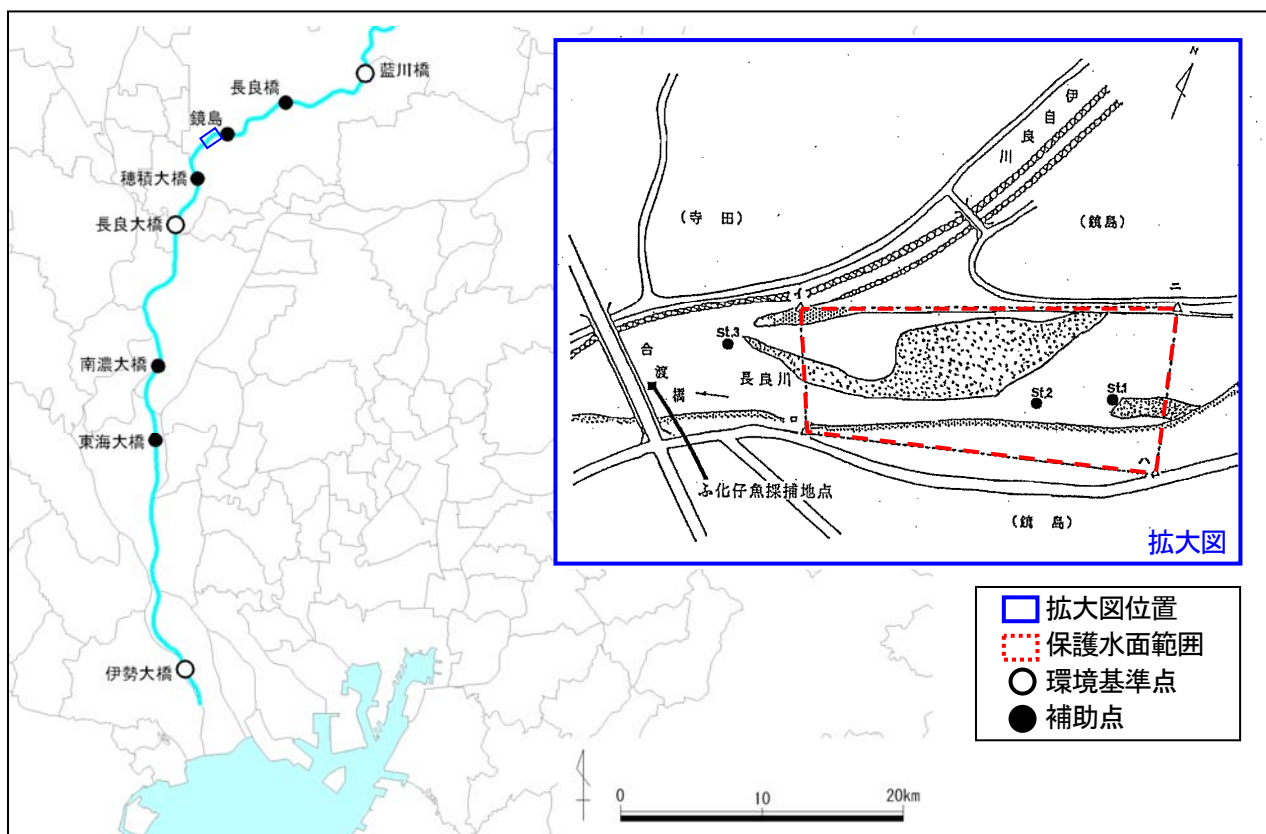 藍川橋
長良橋
鏡島
穂積大橋
長良大橋
南濃大橋
東海大橋
伊勢大橋
N
伊自良川
(寺田)
(鏡島)
イ
ニ
St.3
合渡橋
長良川
St.2
St.1
ロ
ハ
ふ化仔魚採捕地点
(鏡島)
拡大図
拡大図位置
保護水面範囲
環境基準点
補助点
0 10 20km